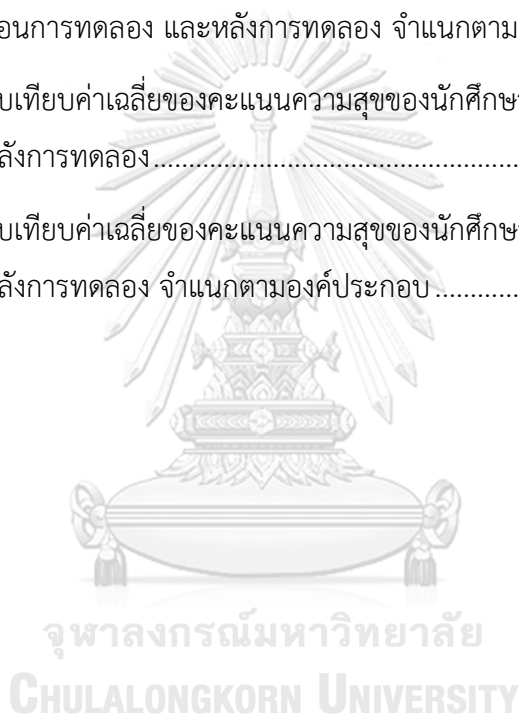 อนการทดลอง และหลังการทดลอง จำแนกตาม
บเทียบค่าเฉลี่ยของคะแนนความสุขของนักศึกษา
ลังการทดลอง.......................................................
บเทียบค่าเฉลี่ยของคะแนนความสุขของนักศึกษา
ลังการทดลอง จำแนกตามองค์ประกอบ.............
จุฬาลงกรณ์มหาวิทยาลัย
CHULALONGKORN UNIVERSITY